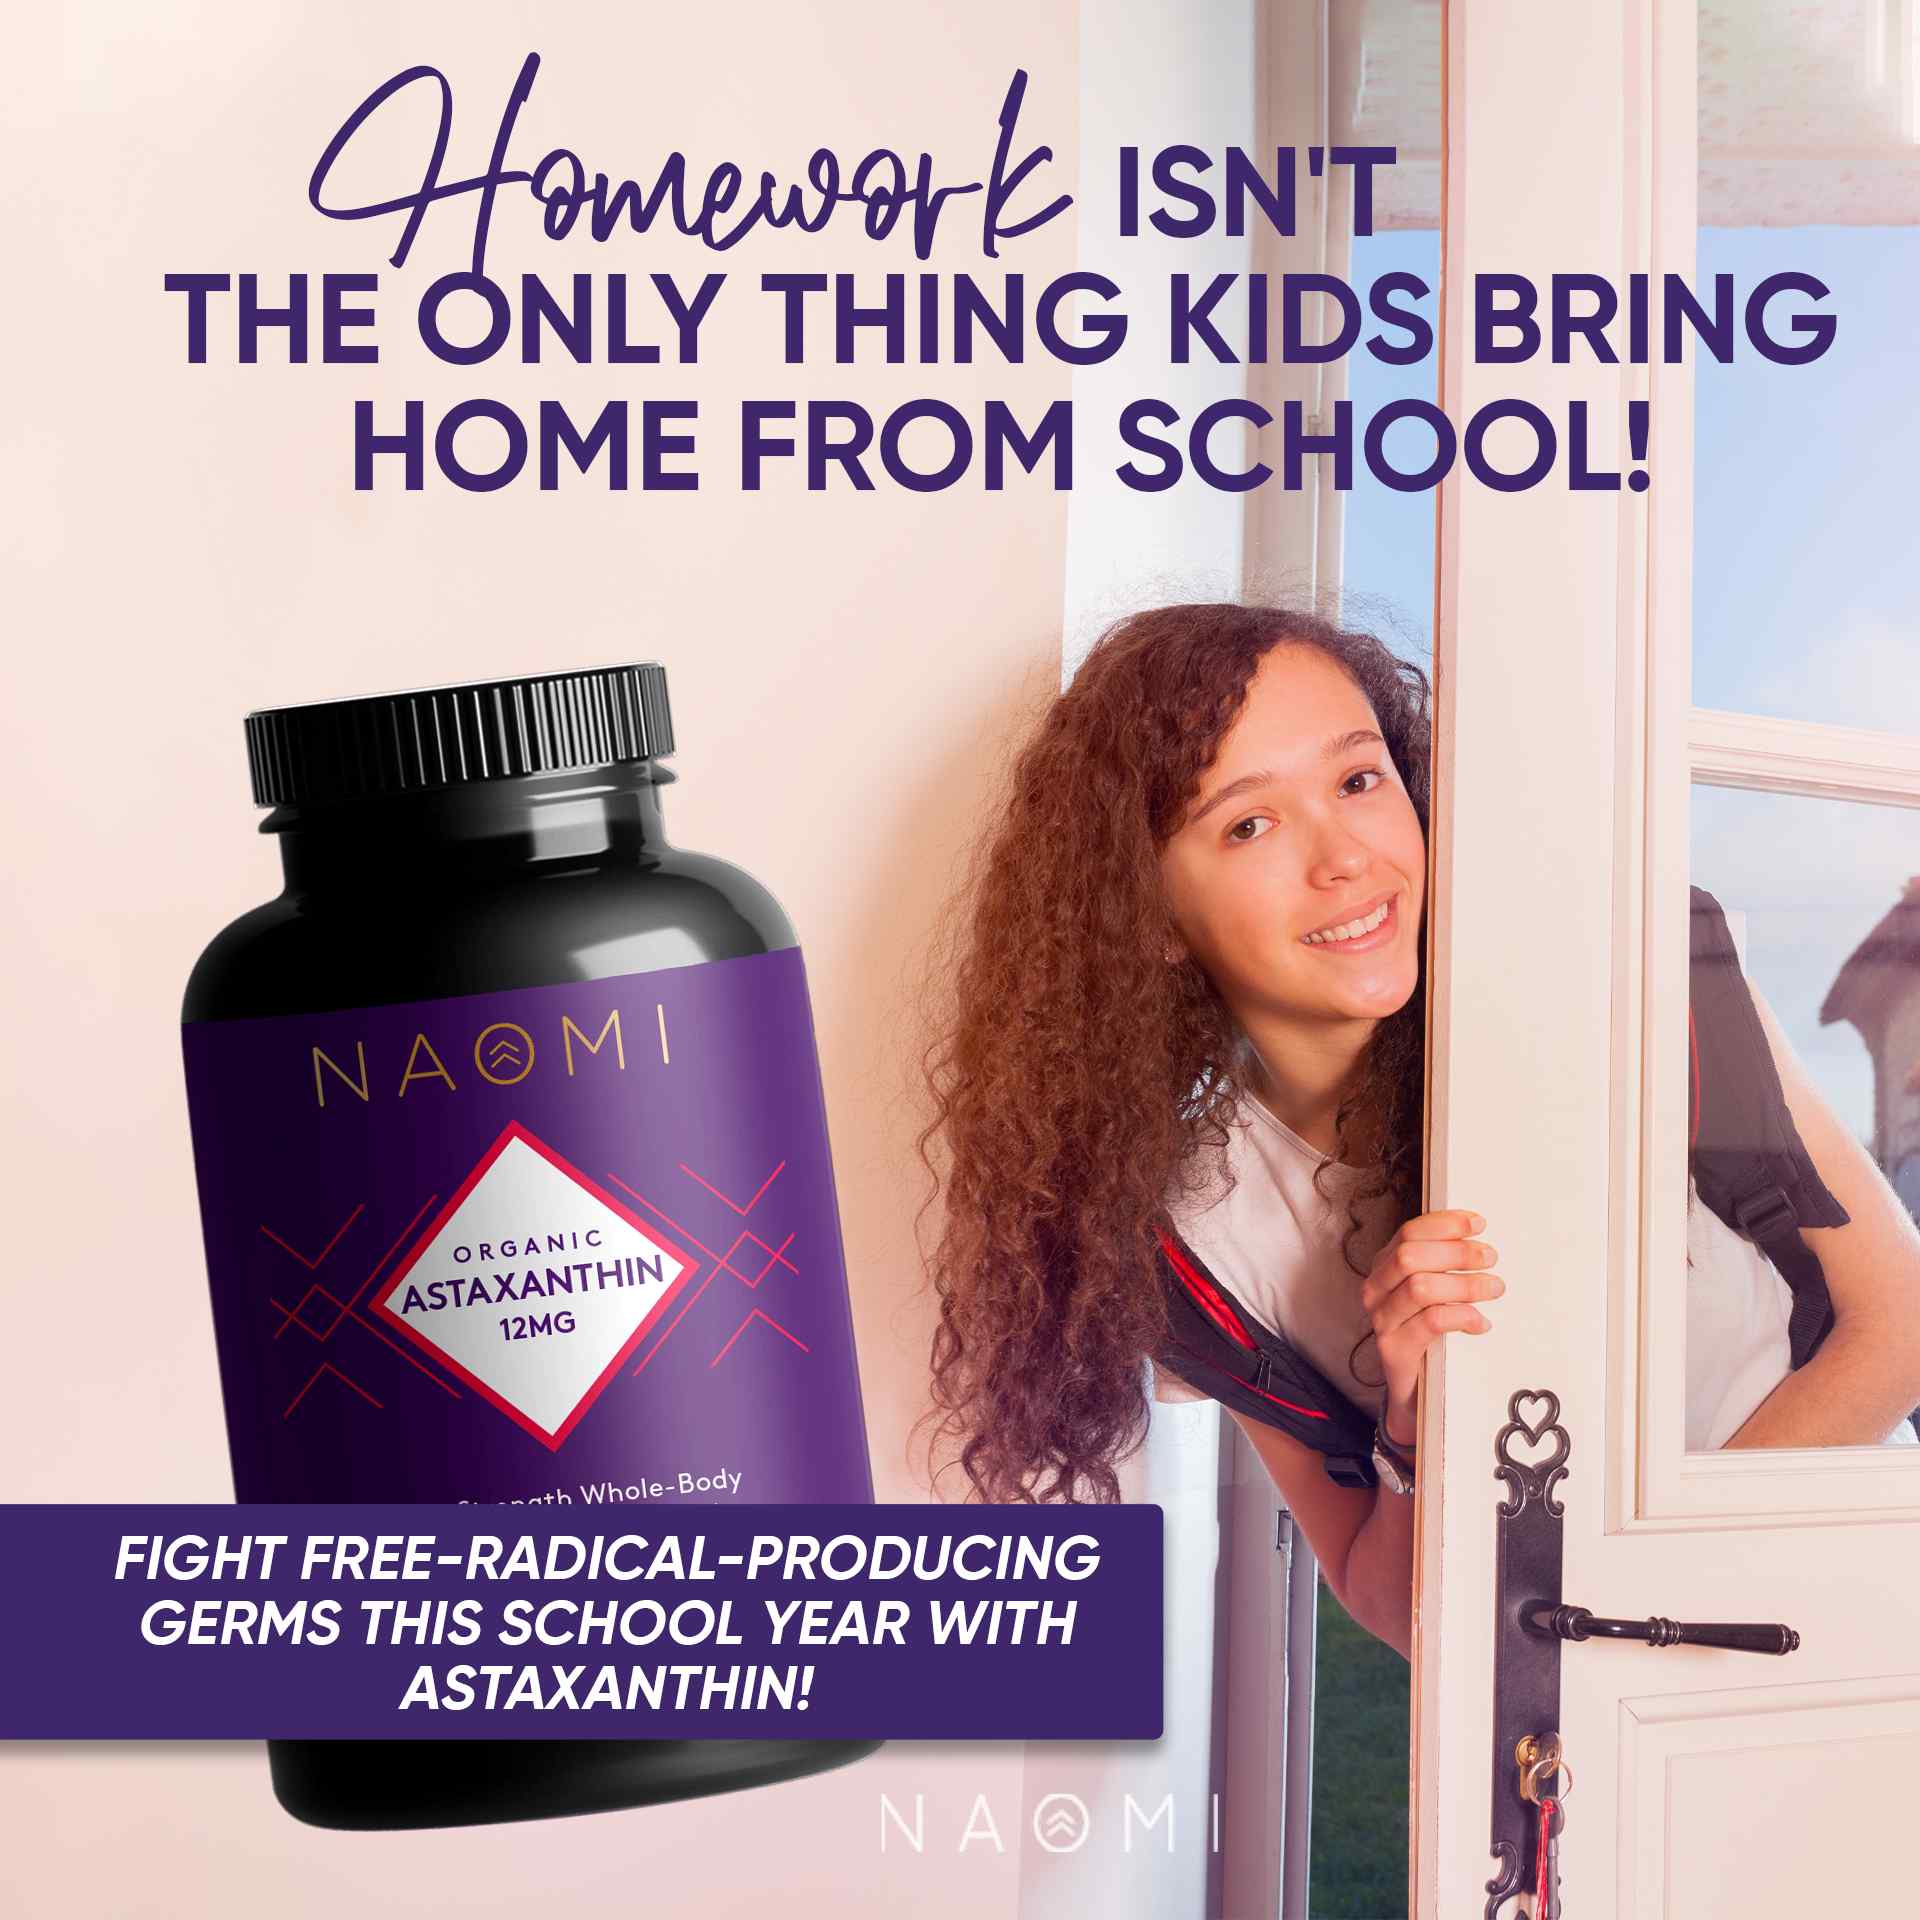 Homework ISN'T
THE ONLY THING KIDS BRING
HOME FROM SCHOOL!
NAOMI
ORGANIC
ASTAXANTHIN
12MG
Strength Whole-Body
FIGHT FREE-RADICAL-PRODUCING
GERMS THIS SCHOOL YEAR WITH
ASTAXANTHIN!
NAOMI